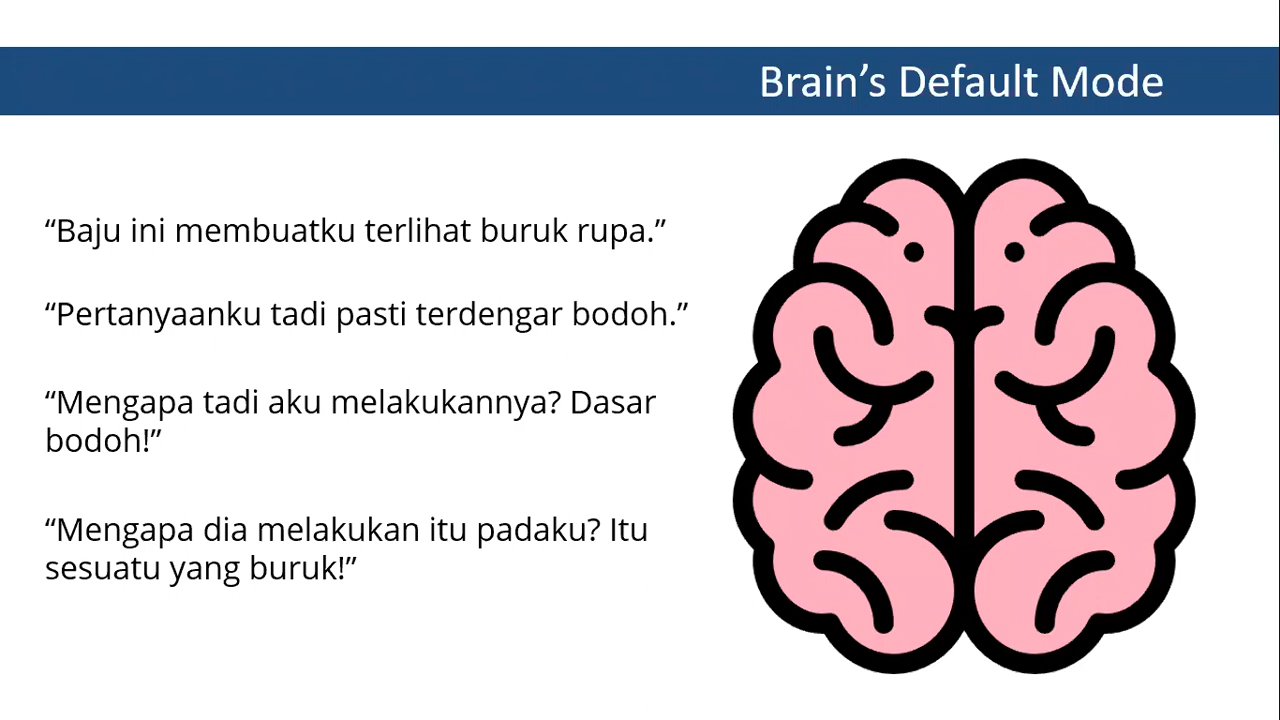 Brain’s Default Mode
“Baju ini membuatku terlihat buruk rupa.”
“Pertanyaanku tadi pasti terdengar bodoh.”
“Mengapa tadi aku melakukannya? Dasar
bodoh!”
“Mengapa dia melakukan itu padaku? Itu
sesuatu yang buruk!”